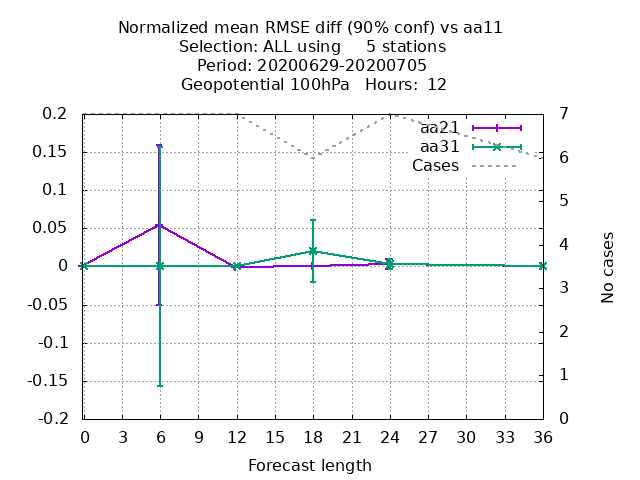 Normalized mean RMSE diff (90% conf) vs aa11
Selection: ALL using     5 stations
Period: 20200629-20200705
Geopotential 100hPa   Hours:  12
0.2
0.15
0.1
0.05
0
-0.05
-0.1
-0.15
-0.2
aa21
aa31
Cases
7
6
5
4
3
2
1
0
No cases
0 3 6 9 12 15 18 21 24 27 30 33 36
Forecast length